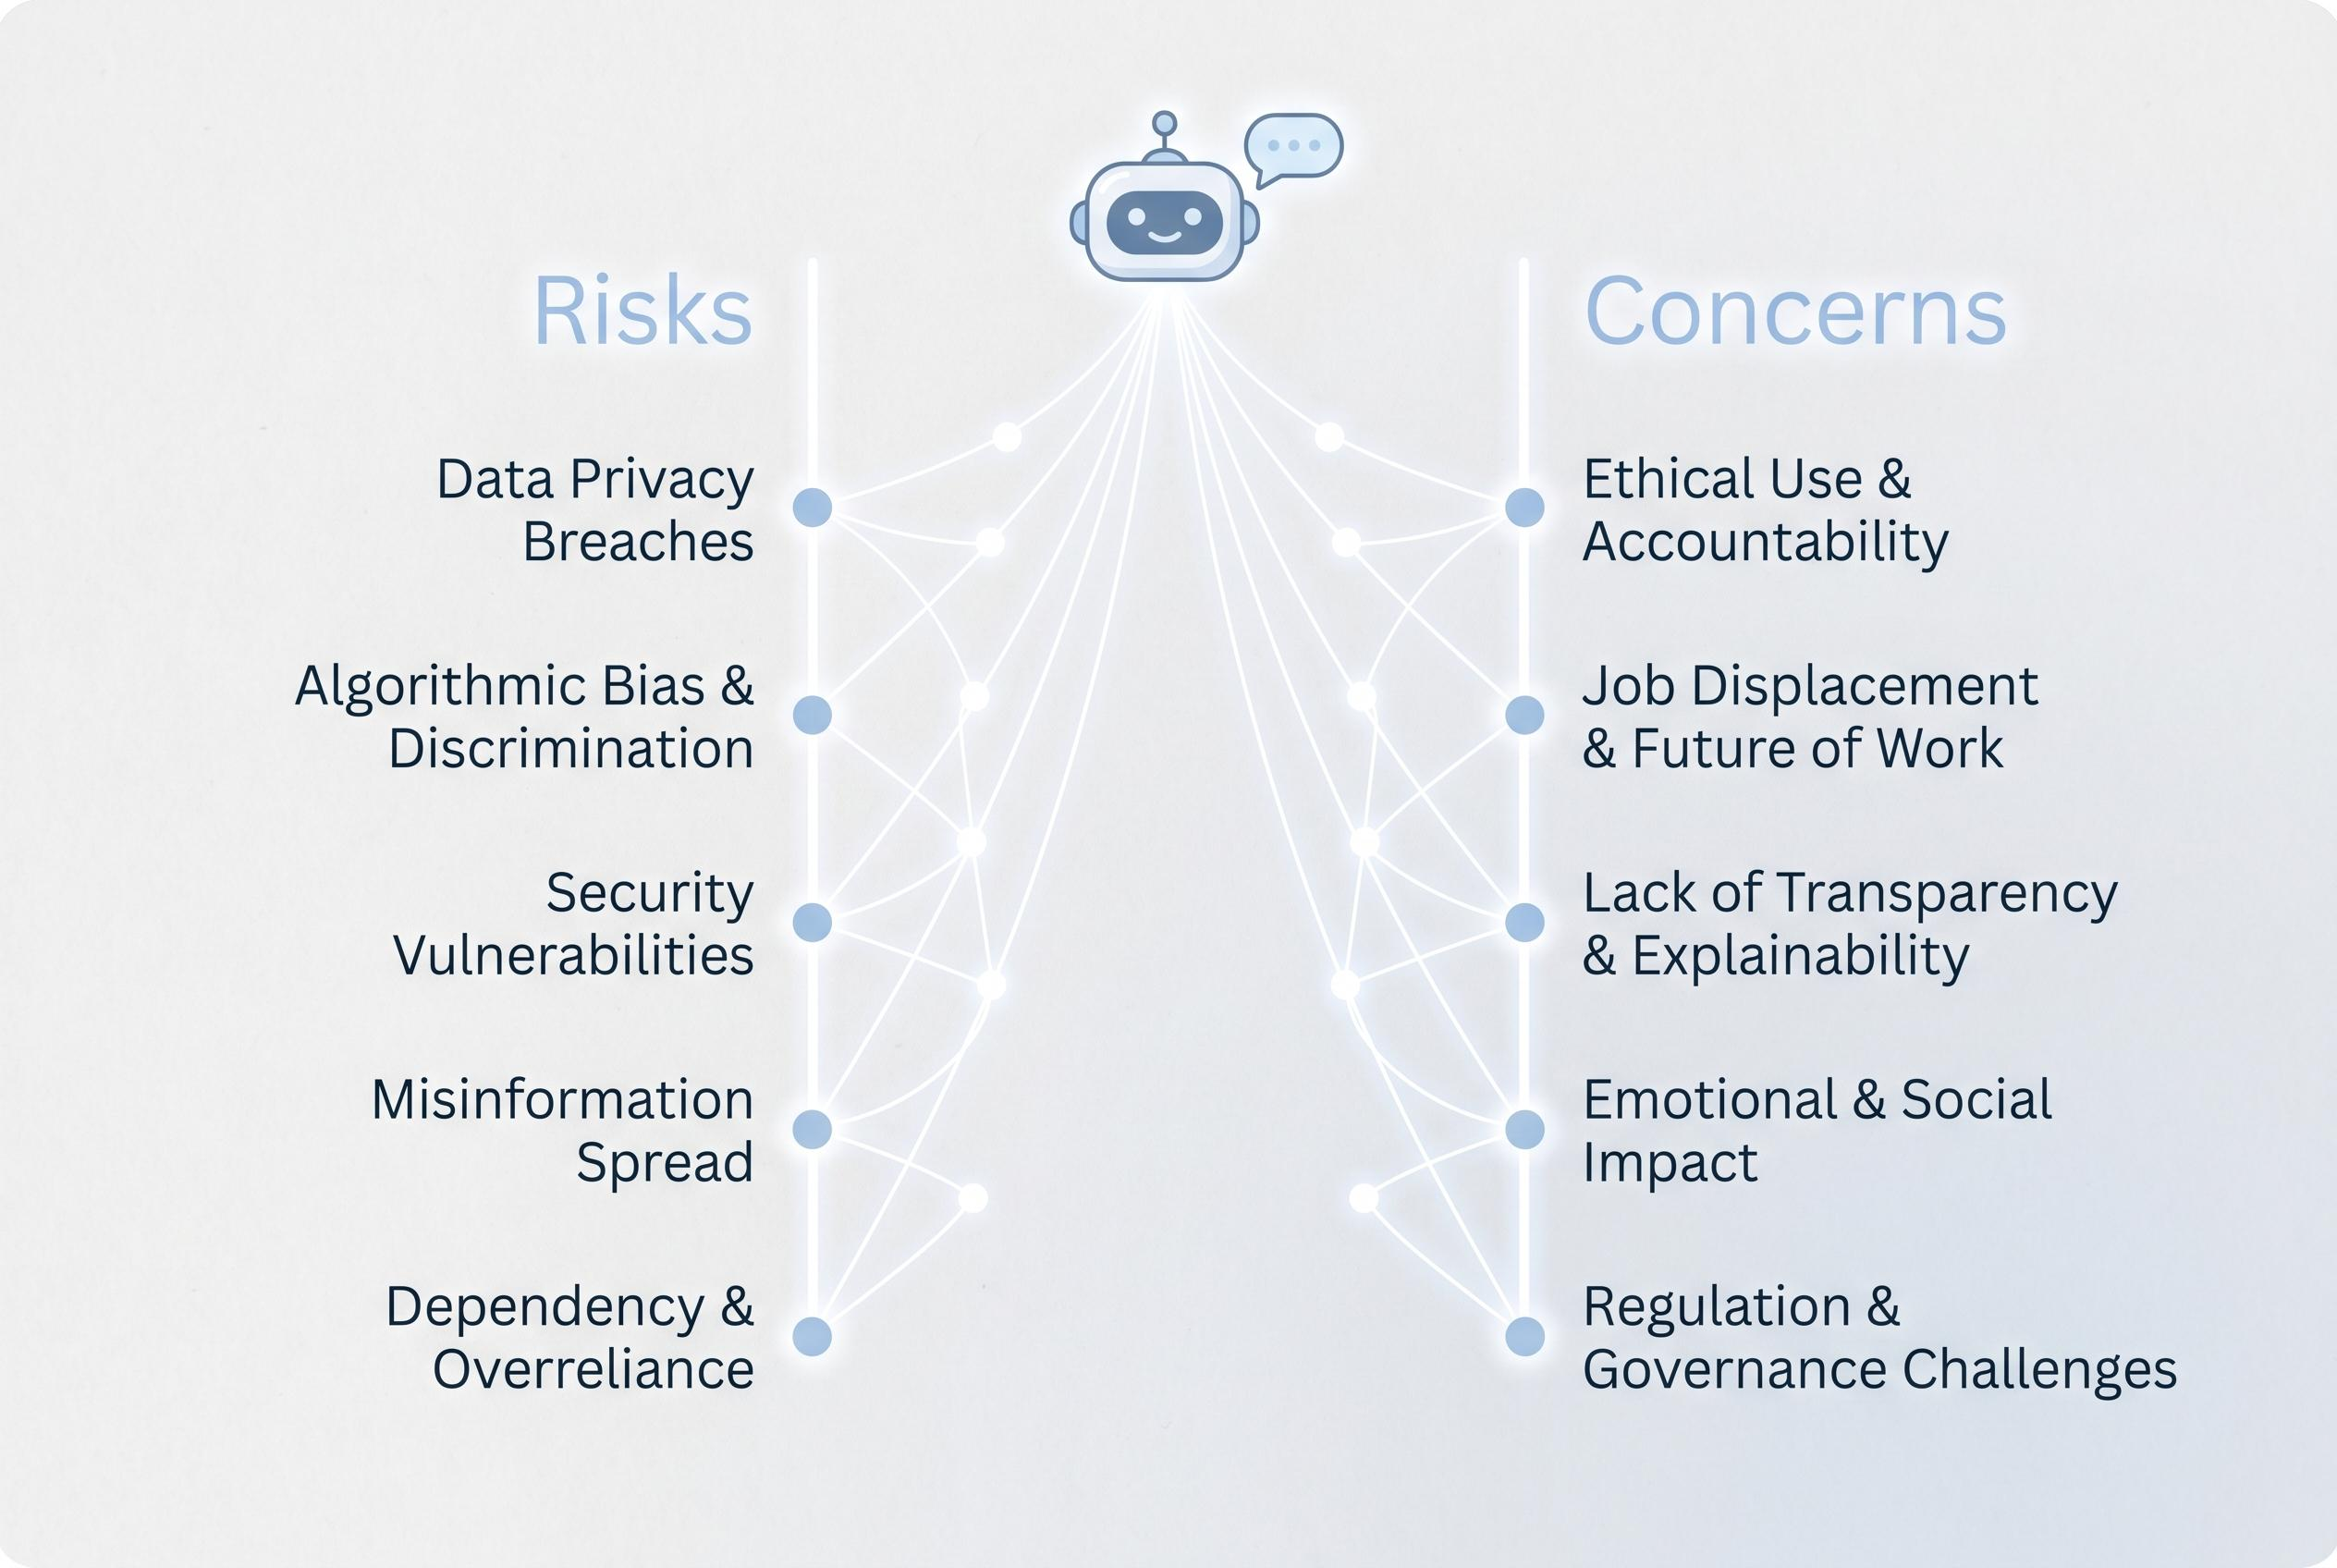 Risks
Data Privacy
Breaches
Algorithmic Bias &
Discrimination
Security
Vulnerabilities
Misinformation
Spread
Dependency &
Overreliance
Concerns
Ethical Use &
Accountability
Job Displacement
& Future of Work
Lack of Transparency
& Explainability
Emotional & Social
Impact
Regulation &
Governance Challenges